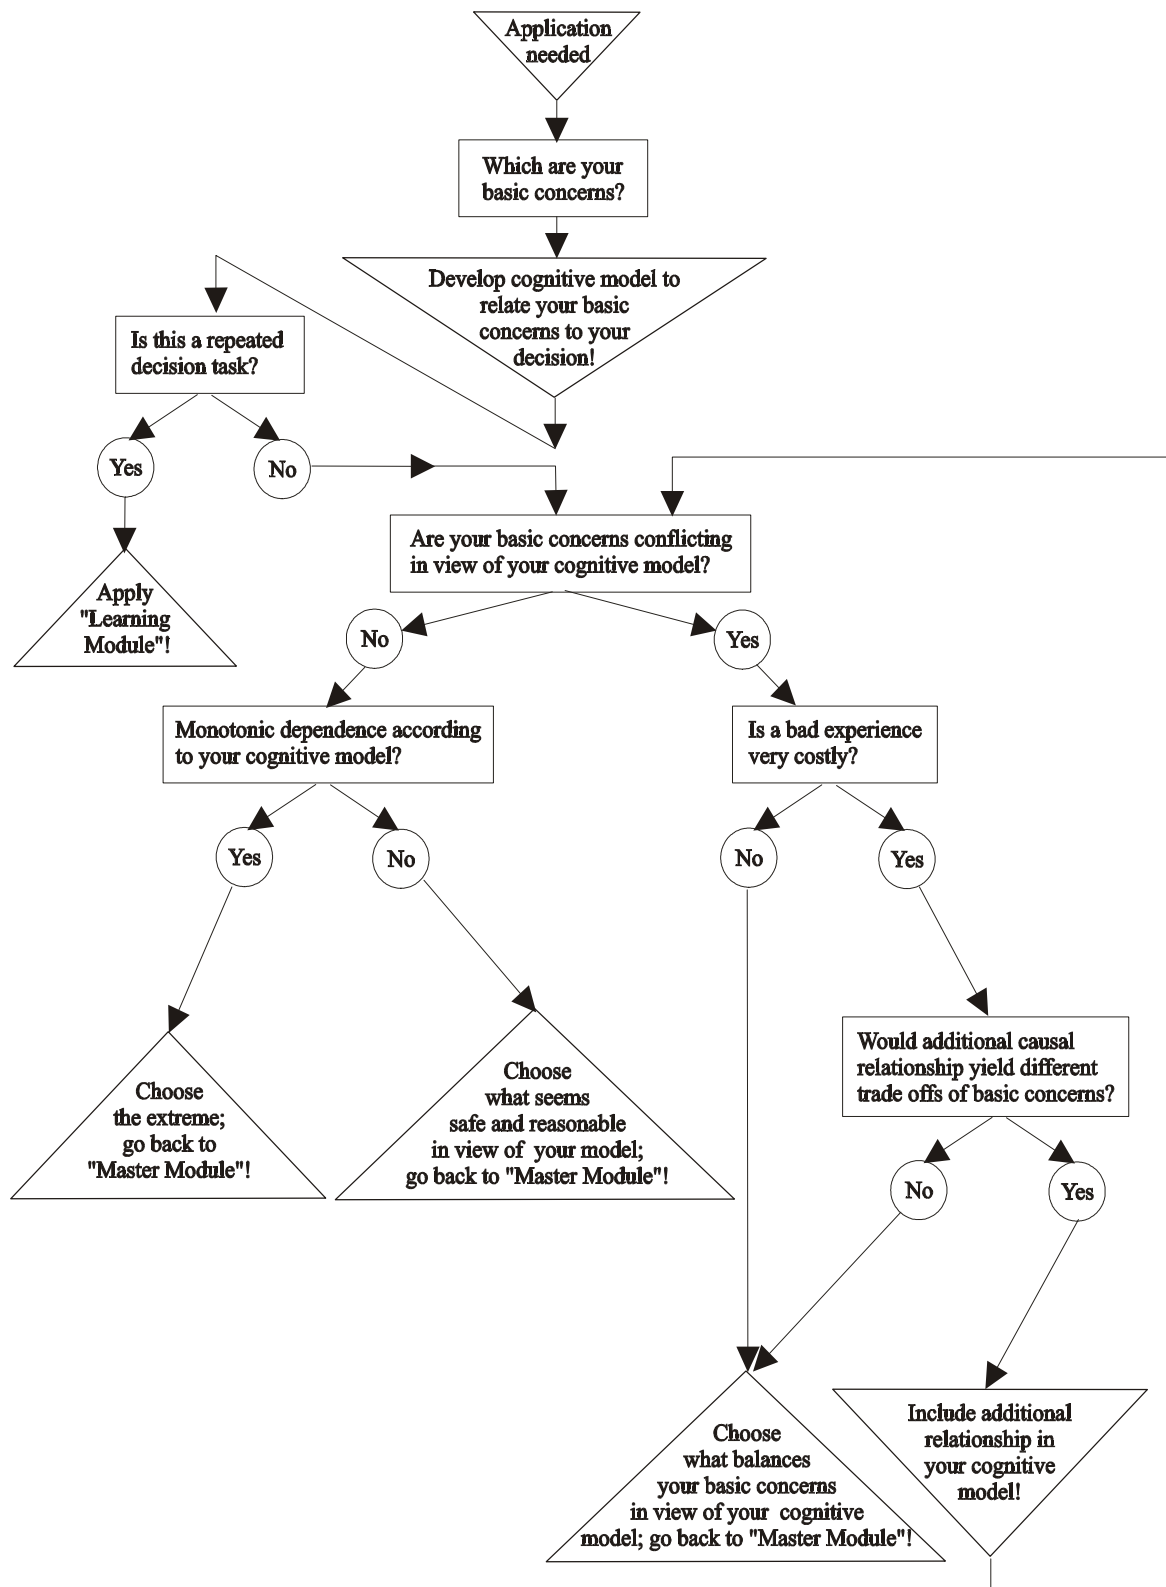 Application
needed
Which are your
basic concerns?
Develop cognitive model to
relate your basic
concerns to your
decision!
Is this a repeated
decision task?
Yes
No
Apply
"Learning
Module"!
Are your basic concerns conflicting
in view of your cognitive model?
No
Yes
Monotonic dependence according
to your cognitive model?
Is a bad experience
very costly?
Yes
No
No
Yes
Choose
the extreme;
go back to
"Master Module"!
Choose
what seems
safe and reasonable
in view of your model;
go back to "Master Module"!
Would additional causal
relationship yield different
trade offs of basic concerns?
No
Yes
Choose
what balances
your basic concerns
in view of your cognitive
model; go back to "Master Module"!
Include additional
relationship in
your cognitive
model!